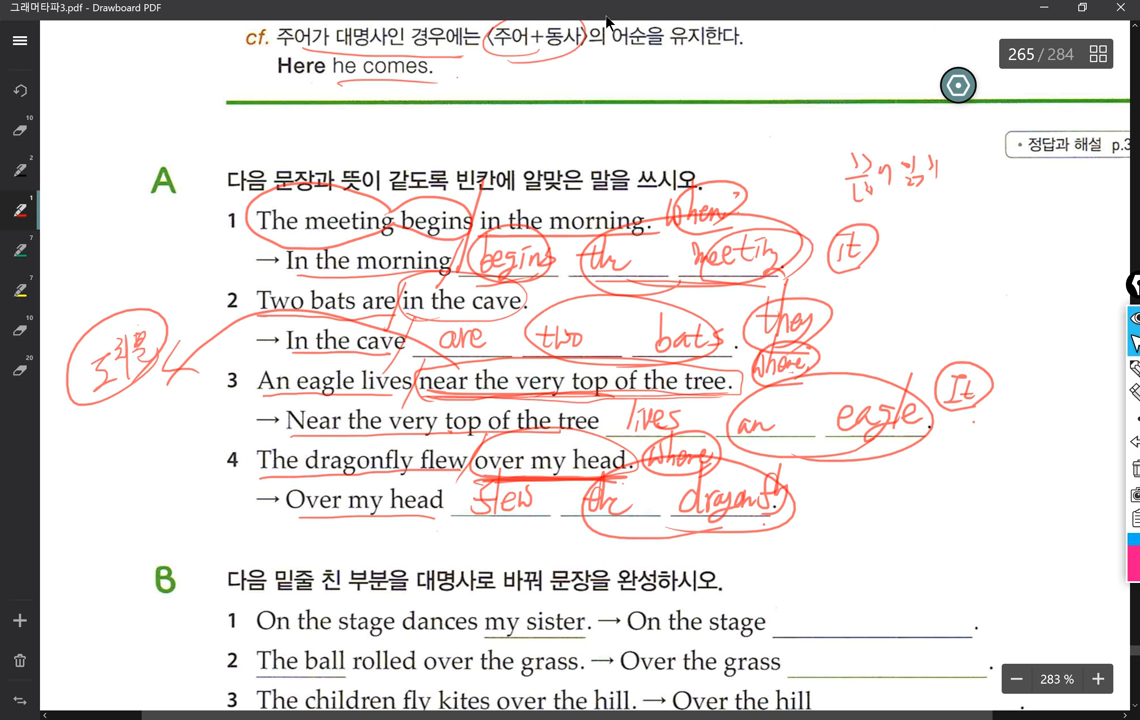 그래머타파3.pdf - Drawboard PDF
cf. 주어가 대명사인 경우에는 〈주어+동사〉의 어순을 유지한다.
Here he comes.
265 / 284
• 정답과 해설 p.3
A 다음 문장과 뜻이 같도록 빈칸에 알맞은 말을 쓰시오.
1 The meeting begins in the morning. when?
→ In the morning begins the meeting. it
2 Two bats are in the cave.
→ In the cave are two bats. they
where
3 An eagle lives near the very top of the tree.
→ Near the very top of the tree lives an eagle. It
4 The dragonfly flew over my head. where
→ Over my head flew the dragonfly.
B 다음 밑줄 친 부분을 대명사로 바꿔 문장을 완성하시오.
1 On the stage dances my sister. → On the stage .
2 The ball rolled over the grass. → Over the grass .
3 The children fly kites over the hill. → Over the hill .
283 %
10
2
1
7
7
10
20